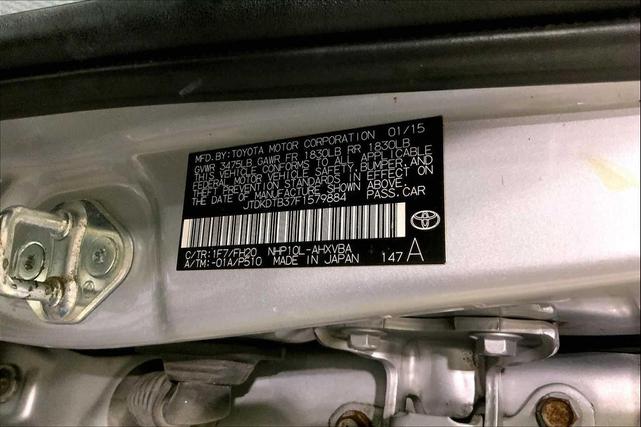 MFD. BY: TOYOTA MOTOR CORPORATION 01/15
GVWR 3475LB GAWR FR 1830LB RR 1830LB
THIS VEHICLE CONFORMS TO ALL APPLICABLE
FEDERAL MOTOR VEHICLE SAFETY, BUMPER, AND
THEFT PREVENTION STANDARDS IN EFFECT ON
THE DATE OF MANUFACTURE SHOWN ABOVE.
JTDKDTB37F1579884 PASS. CAR
C/TR: 1F7/FH20 NHP10L-AHXVBA
A/TM: -01A/P510 MADE IN JAPAN 147 A